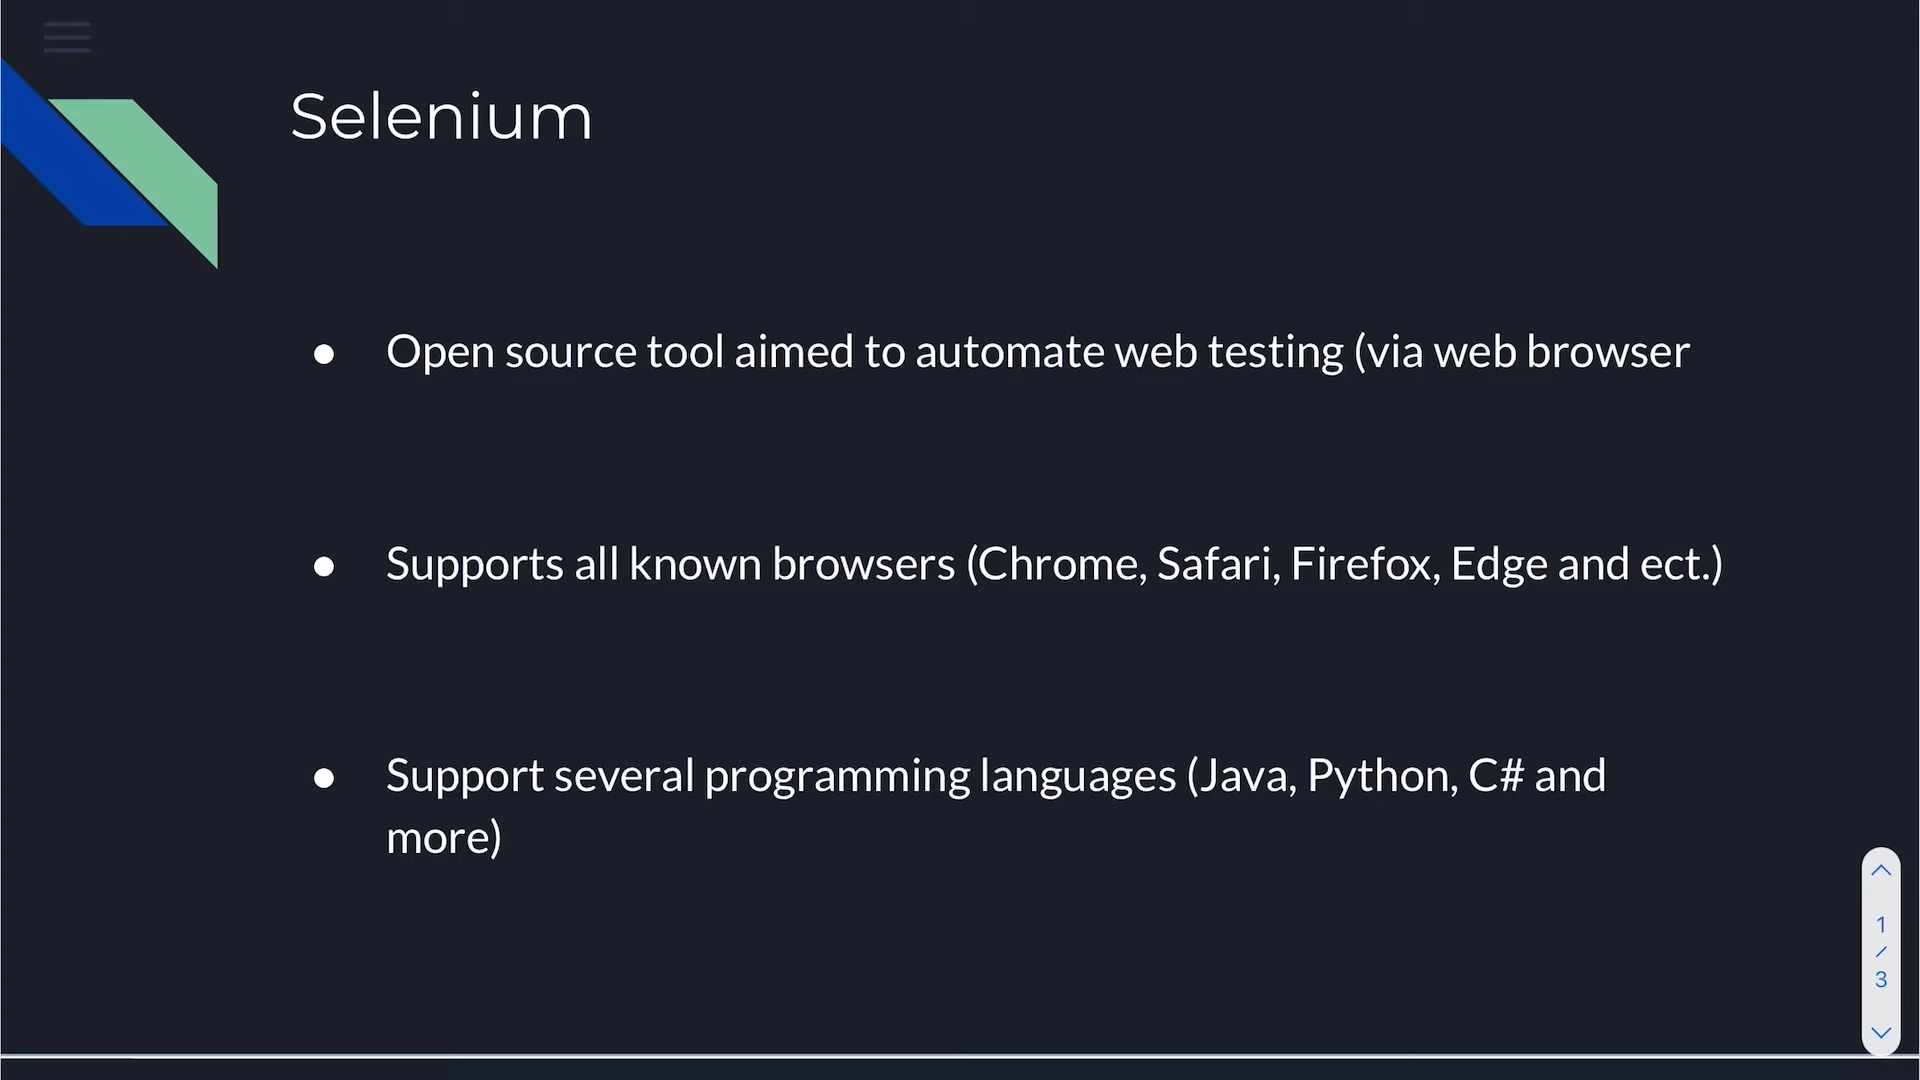 Selenium
● Open source tool aimed to automate web testing (via web browser
● Supports all known browsers (Chrome, Safari, Firefox, Edge and ect.)
● Support several programming languages (Java, Python, C# and
more)
1
/
3